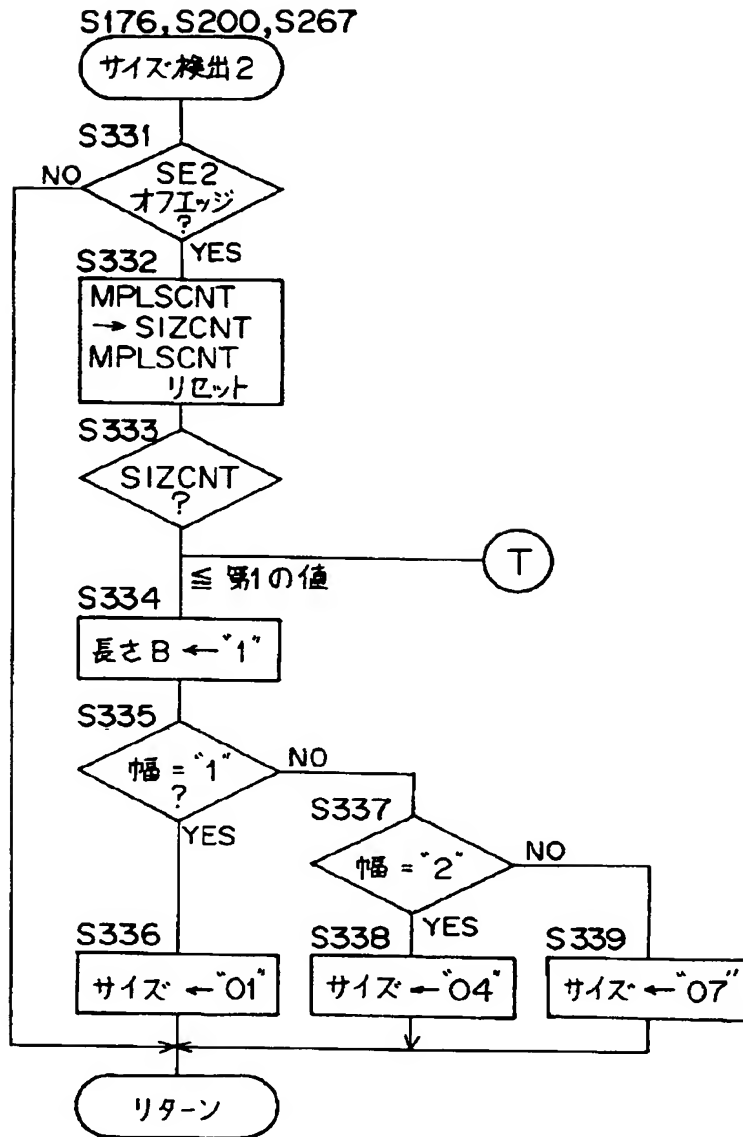 S176,S200,S267
サイズ検出2
S331
NO
SE2
オフエッジ
?
YES
S332
MPLSCNT
→ SIZCNT
MPLSCNT
リセット
S333
SIZCNT
?
T
≦ 第1の値
S334
長さB ←"1"
S335
幅="1"
?
NO
YES
S337
幅="2"
NO
YES
S336
サイズ ←"01"
S338
サイズ ←"04"
S339
サイズ ←"07"
リターン